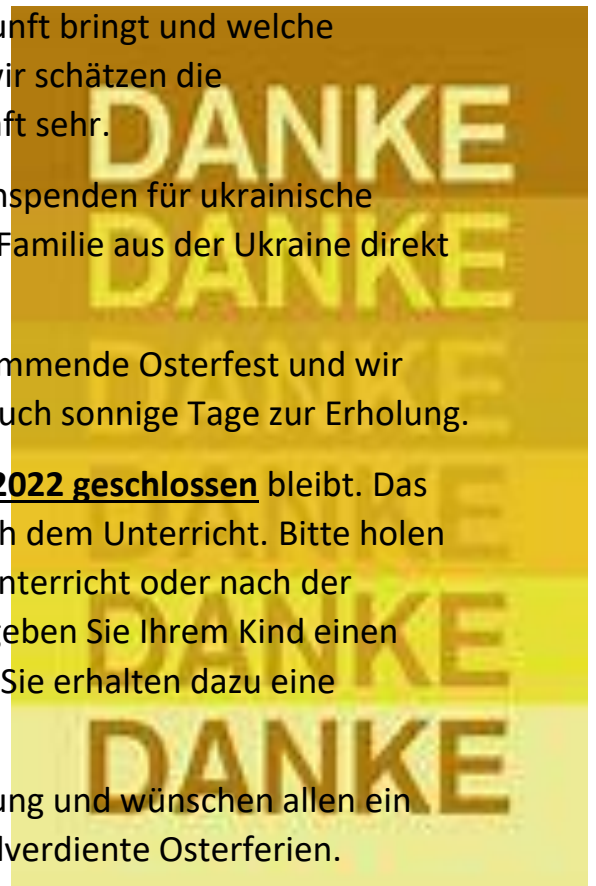 unft bringt und welche
wir schätzen die
ft sehr.
nspenden für ukrainische
Familie aus der Ukraine direkt
mmende Osterfest und wir
uch sonnige Tage zur Erholung.
2022 geschlossen bleibt. Das
h dem Unterricht. Bitte holen
nterricht oder nach der
geben Sie Ihrem Kind einen
Sie erhalten dazu eine
ung und wünschen allen ein
lverdiente Osterferien.
DANKE
DANKE
DANKE
DANKE
DANKE
DANKE